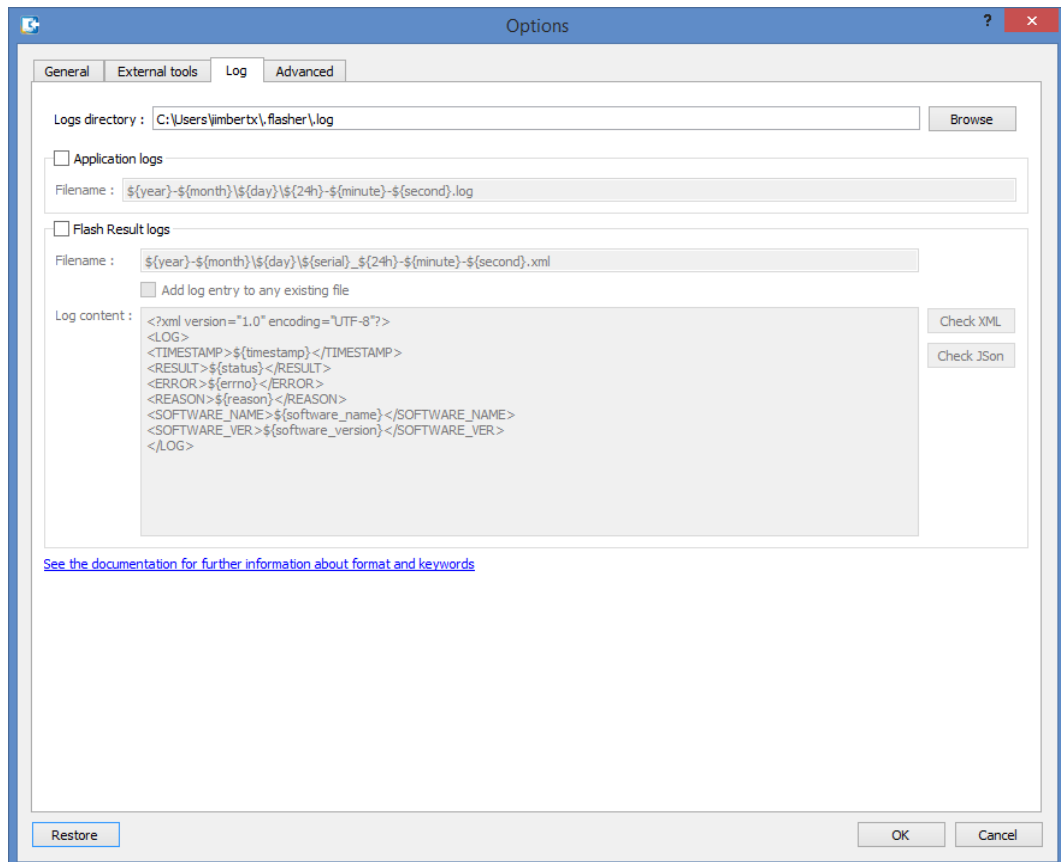 Options
?
General External tools Log Advanced
Logs directory : C:\Users\jimbertx\.flasher\.log Browse
Application logs
Filename : ${year}-${month}\${day}\${24h}-${minute}-${second}.log
Flash Result logs
Filename : ${year}-${month}\${day}\${serial}_${24h}-${minute}-${second}.xml
Add log entry to any existing file
Log content : <?xml version="1.0" encoding="UTF-8"?> Check XML
<LOG>
<TIMESTAMP>${timestamp}</TIMESTAMP> Check JSon
<RESULT>${status}</RESULT>
<ERROR>${errno}</ERROR>
<REASON>${reason}</REASON>
<SOFTWARE_NAME>${software_name}</SOFTWARE_NAME>
<SOFTWARE_VER>${software_version}</SOFTWARE_VER>
</LOG>
See the documentation for further information about format and keywords
Restore OK Cancel